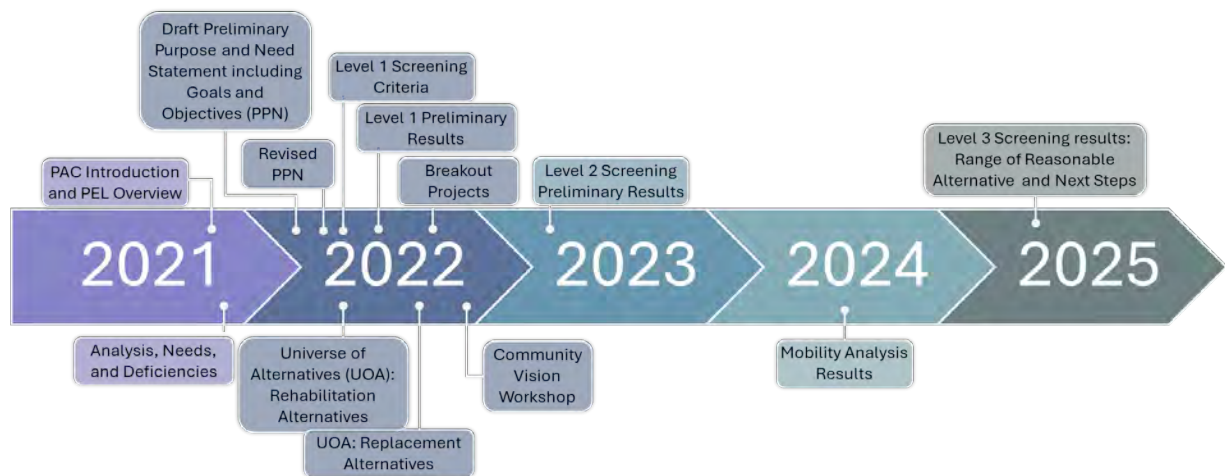 Draft Preliminary
Purpose and Need
Statement including
Goals and
Objectives (PPN)
Level 1 Screening
Criteria
Level 1 Preliminary
Results
Revised
PPN
Breakout
Projects
PAC Introduction
and PEL Overview
Level 2 Screening
Preliminary Results
Level 3 Screening results:
Range of Reasonable
Alternative and Next Steps
2021
2022
2023
2024
2025
Analysis, Needs,
and Deficiencies
Universe of
Alternatives (UOA):
Rehabilitation
Alternatives
UOA: Replacement
Alternatives
Community
Vision
Workshop
Mobility Analysis
Results